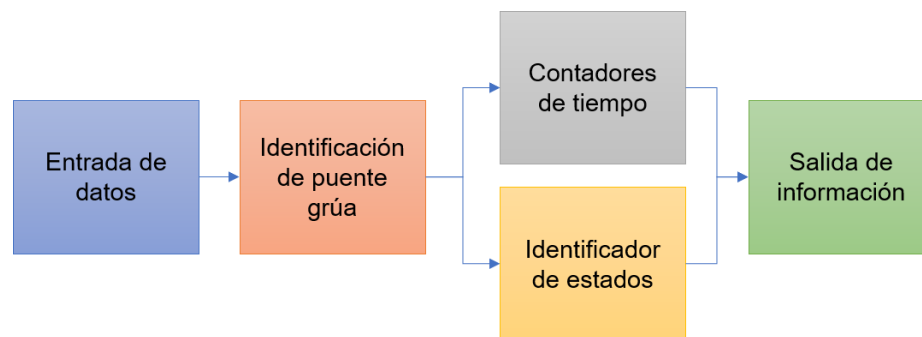 Entrada de
datos
Identificación
de puente
grúa
Contadores
de tiempo
Identificador
de estados
Salida de
información